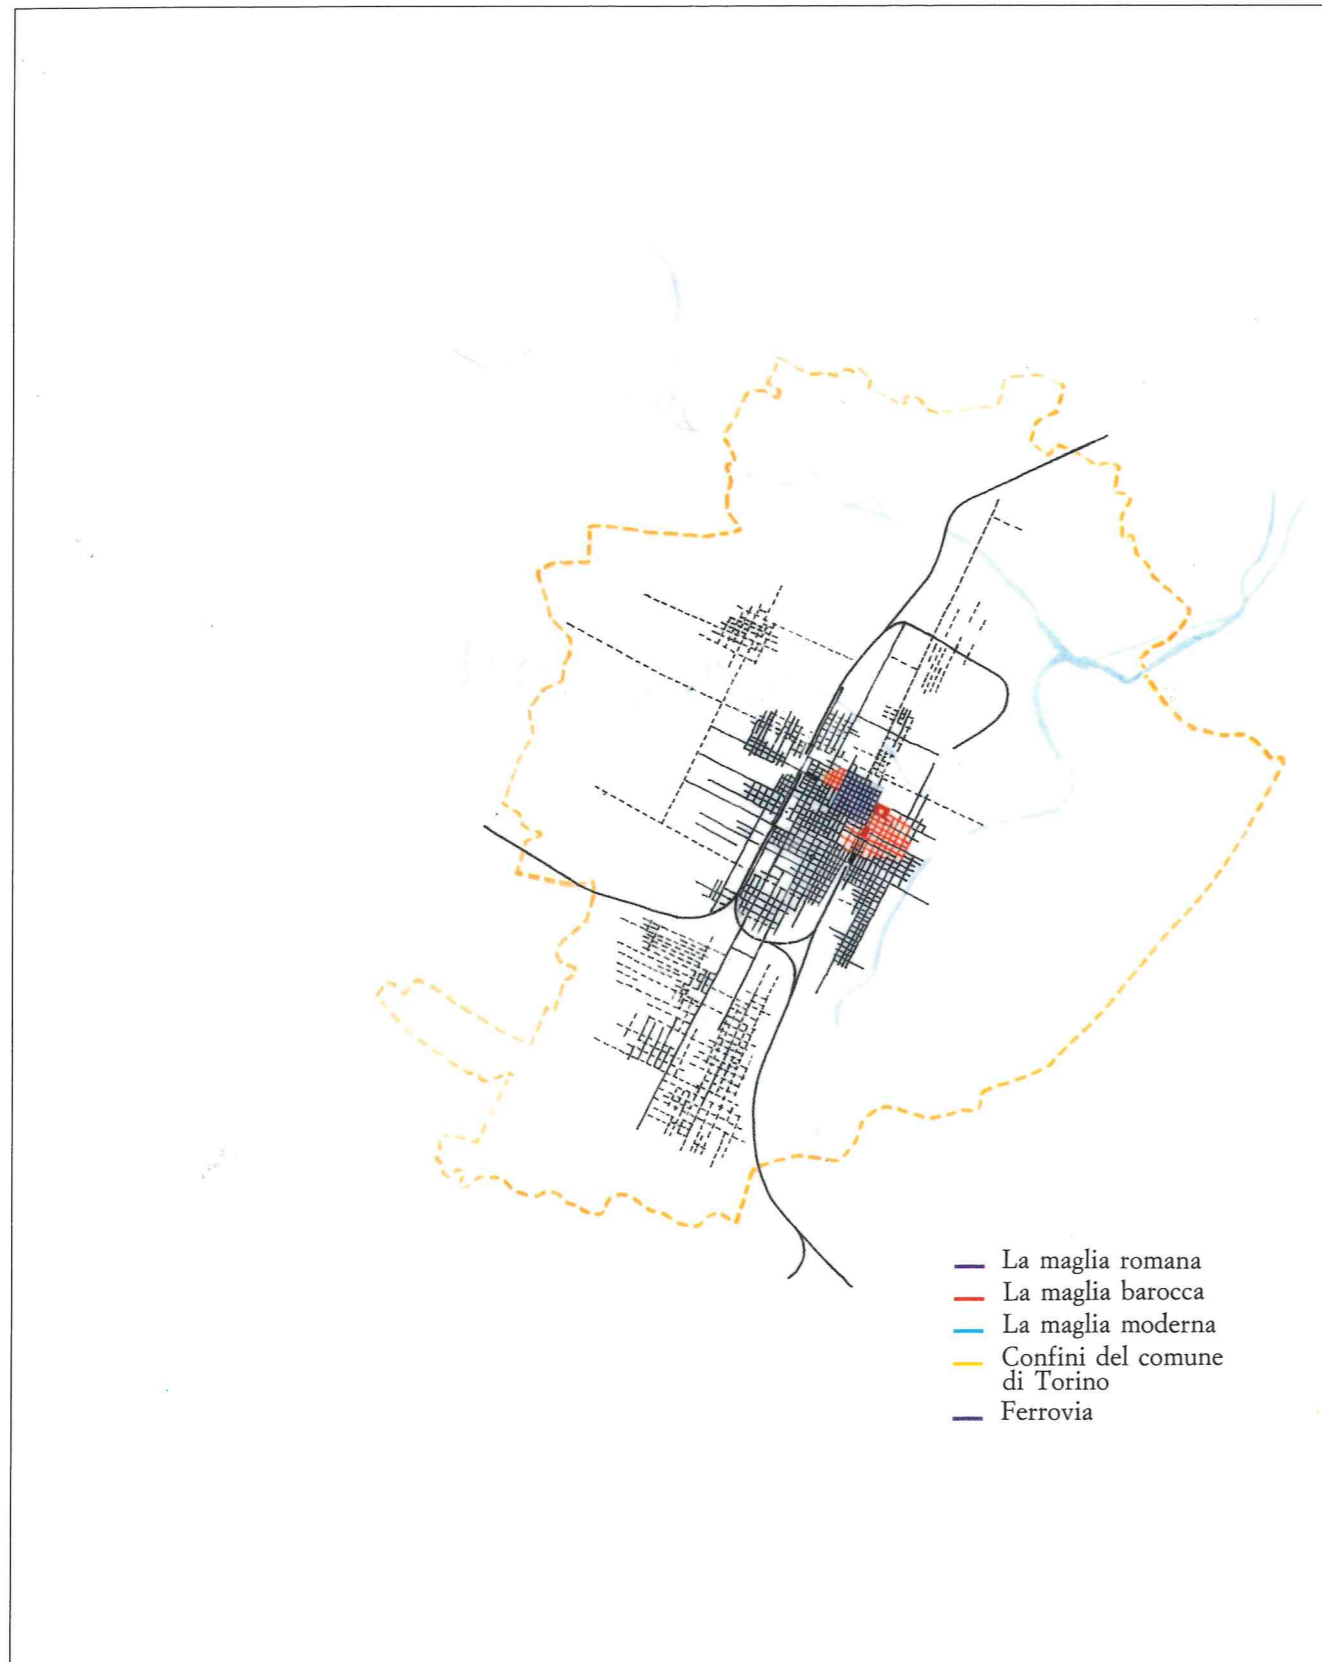 La maglia romana
La maglia barocca
La maglia moderna
Confini del comune
di Torino
Ferrovia